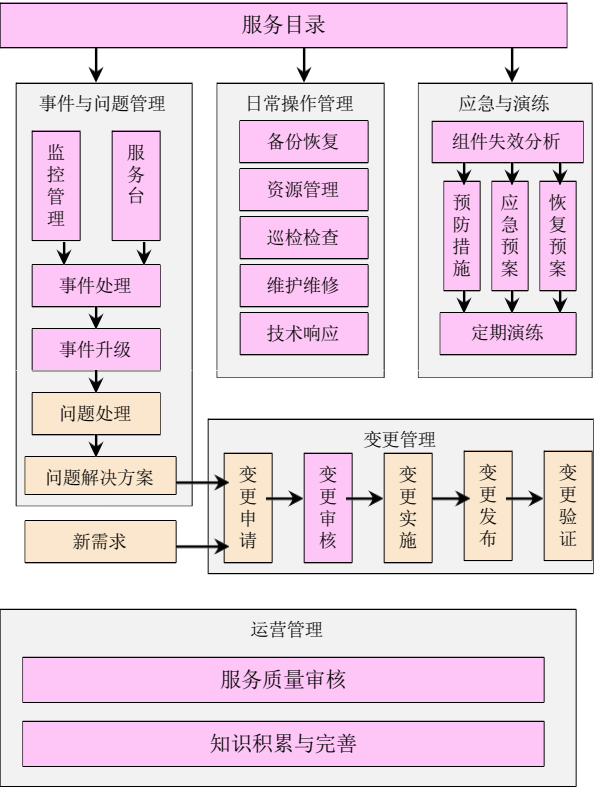 服务目录
事件与问题管理
监控管理
服务台
事件处理
事件升级
问题处理
问题解决方案
新需求
日常操作管理
备份恢复
资源管理
巡检检查
维护维修
技术响应
应急与演练
组件失效分析
预防措施
应急预案
恢复预案
定期演练
变更管理
变更申请
变更审核
变更实施
变更发布
变更验证
运营管理
服务质量审核
知识积累与完善